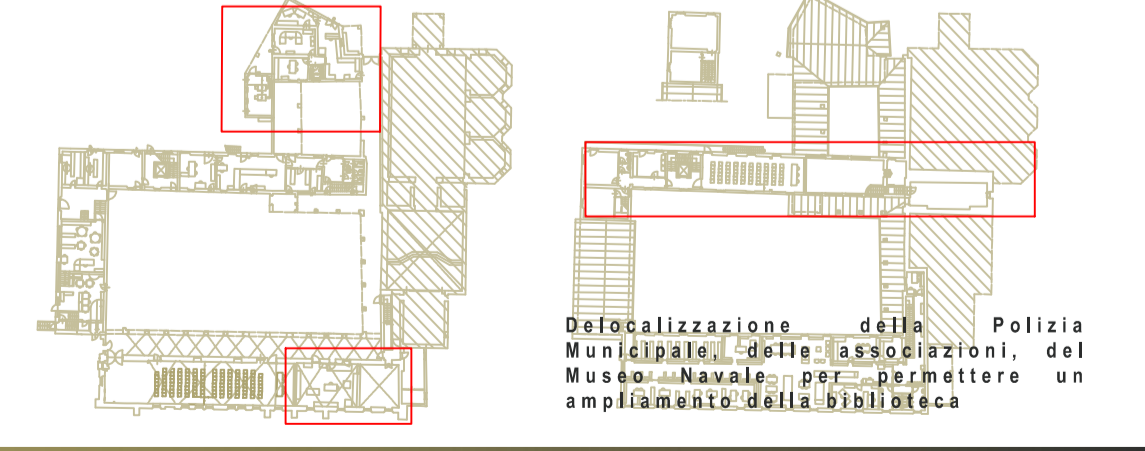 Delocalizzazione della Polizia
Municipale, delle associazioni, del
Museo Navale per permettere un
ampliamento della biblioteca